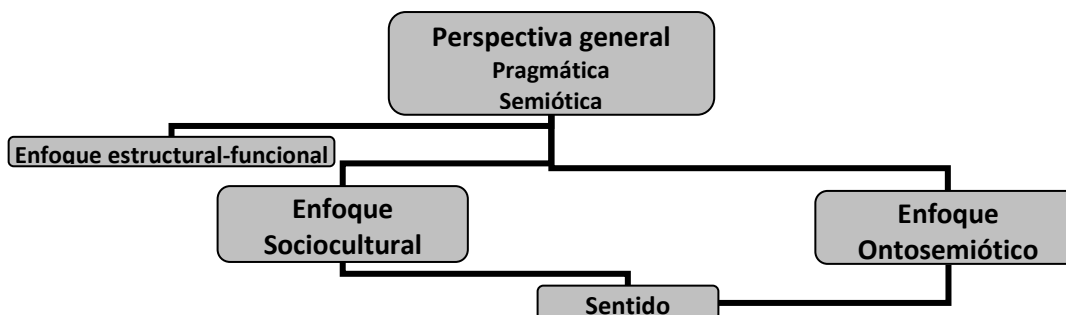 Perspectiva general
Pragmática
Semiótica
Enfoque estructural-funcional
Enfoque
Sociocultural
Enfoque
Ontosemiótico
Sentido